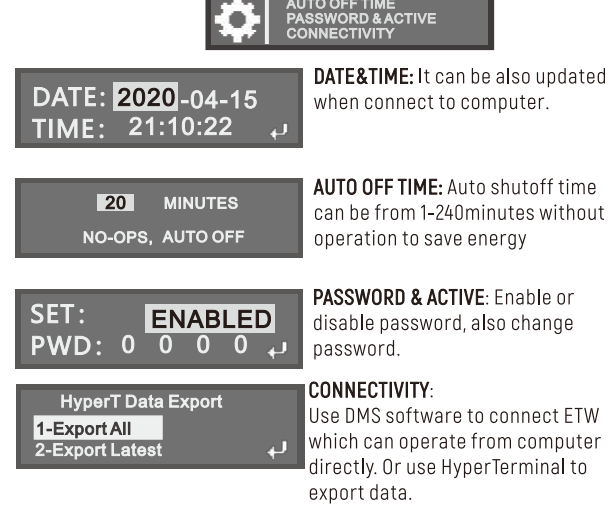 AUTO OFF TIME
PASSWORD & ACTIVE
CONNECTIVITY
DATE: 2020-04-15
TIME: 21:10:22
DATE&TIME: It can be also updated
when connect to computer.
20 MINUTES
NO-OPS, AUTO OFF
AUTO OFF TIME: Auto shutoff time
can be from 1-240minutes without
operation to save energy
SET: ENABLED
PWD: 0 0 0 0
PASSWORD & ACTIVE: Enable or
disable password, also change
password.
HyperT Data Export
1-Export All
2-Export Latest
CONNECTIVITY:
Use DMS software to connect ETW
which can operate from computer
directly. Or use HyperTerminal to
export data.